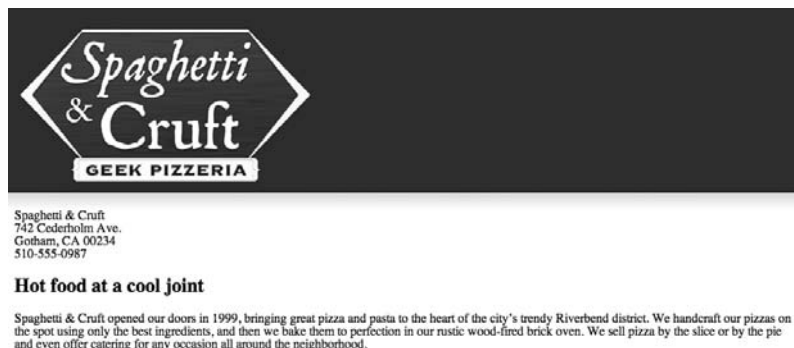 Spaghetti
& Cruft
GEEK PIZZERIA
Spaghetti & Cruft
742 Cederholm Ave.
Gotham, CA 00234
510-555-0987
Hot food at a cool joint
Spaghetti & Cruft opened our doors in 1999, bringing great pizza and pasta to the heart of the city’s trendy Riverbend district. We handcraft our pizzas on
the spot using only the best ingredients, and then we bake them to perfection in our rustic wood-fired brick oven. We sell pizza by the slice or by the pie
and even offer catering for any occasion all around the neighborhood.